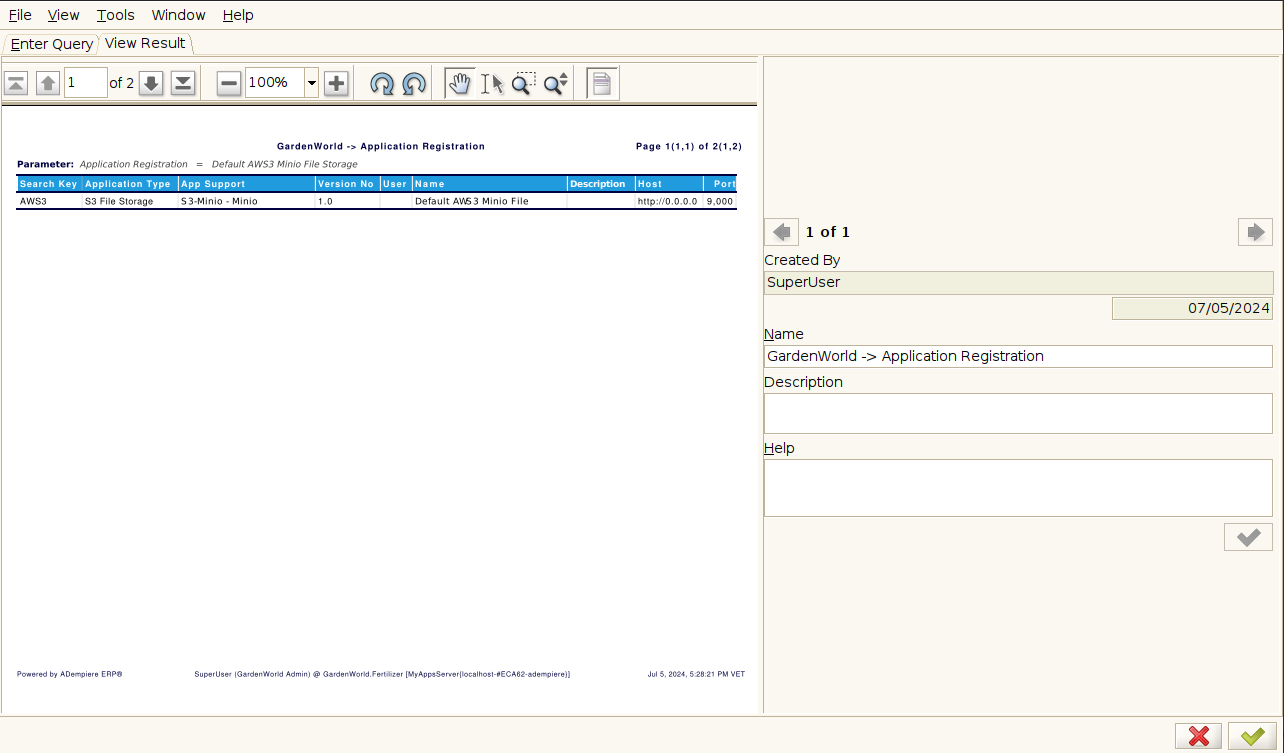 File View Tools Window Help
Enter Query View Result
1 of 2 100%
GardenWorld -> Application Registration Page 1(1,1) of 2(1,2)
Parameter: Application Registration = Default AWS3 Minio File Storage
Search Key Application Type App Support Version No User Name Description Host Port
AWS3 S3 File Storage S3-Minio - Minio 1.0 Default AWS3 Minio File http://0.0.0.0 9,000
Powered by ADempiere ERP® SuperUser (GardenWorld Admin) @ GardenWorld.Fertilizer [MyAppsServer{localhost-#ECA62-adempiere}] Jul 5, 2024, 5:28:21 PM VET
1 of 1
Created By
SuperUser
07/05/2024
Name
GardenWorld -> Application Registration
Description
Help